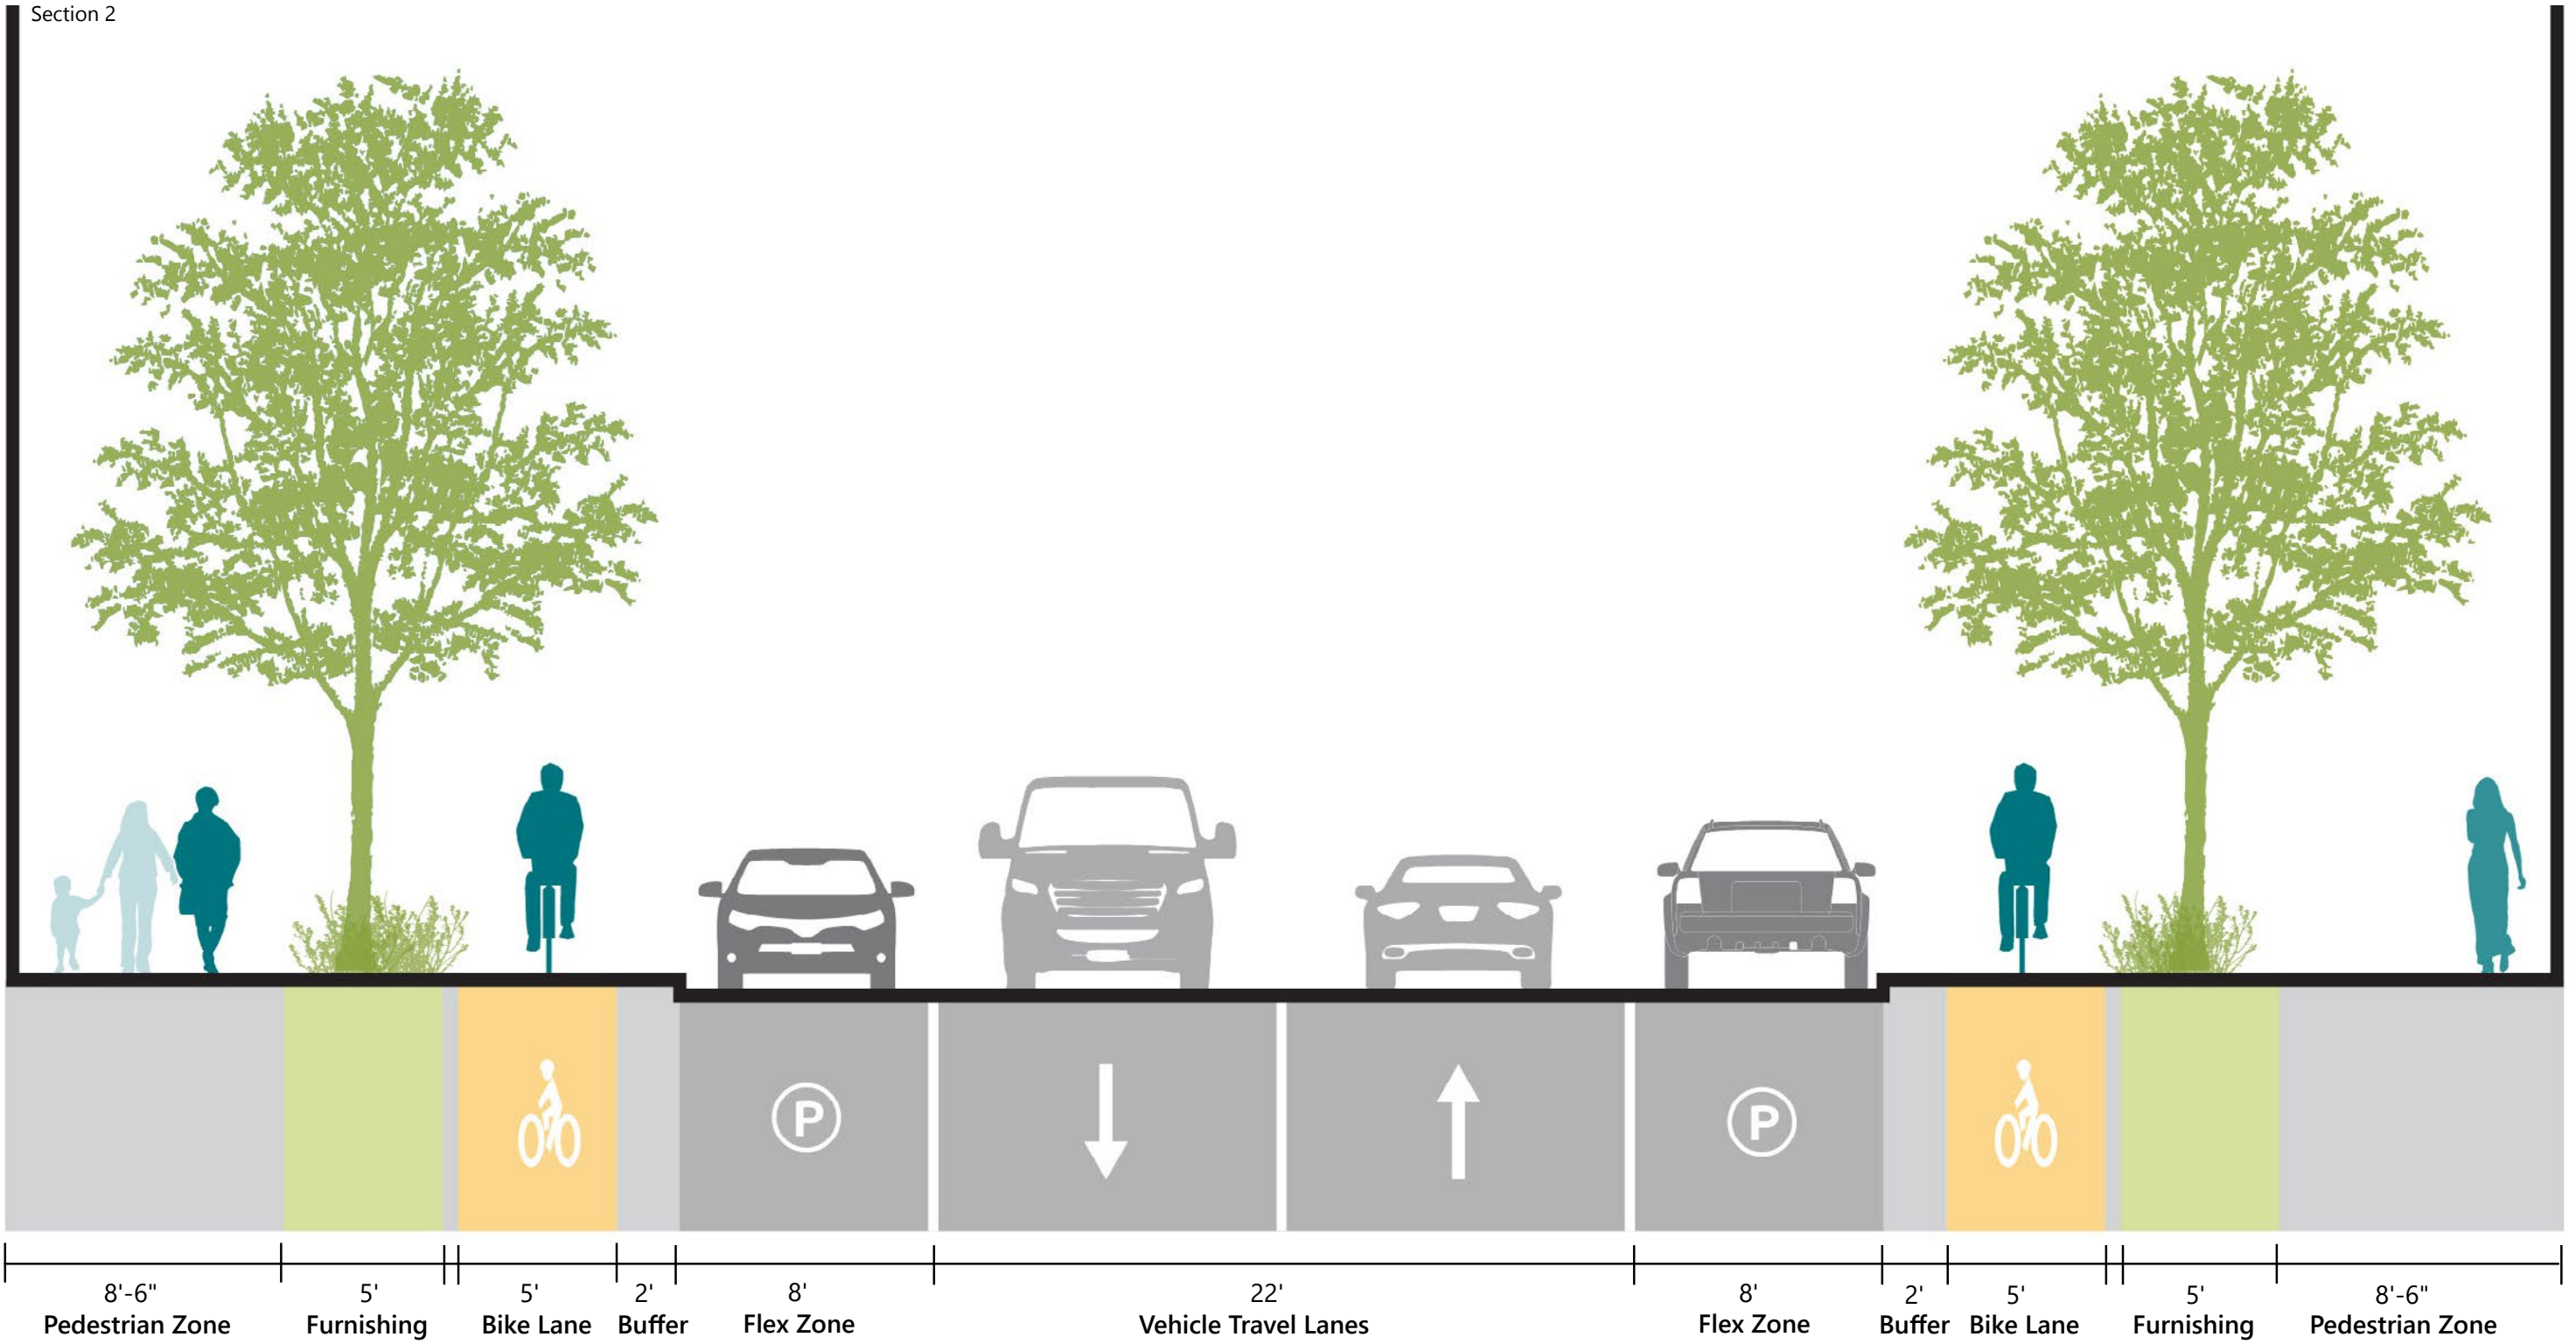 Section 2
P
P
8'-6" 5' 5' 2' 8' 22' 8' 2' 5' 5' 8'-6"
Pedestrian Zone Furnishing Bike Lane Buffer Flex Zone Vehicle Travel Lanes Flex Zone Buffer Bike Lane Furnishing Pedestrian Zone